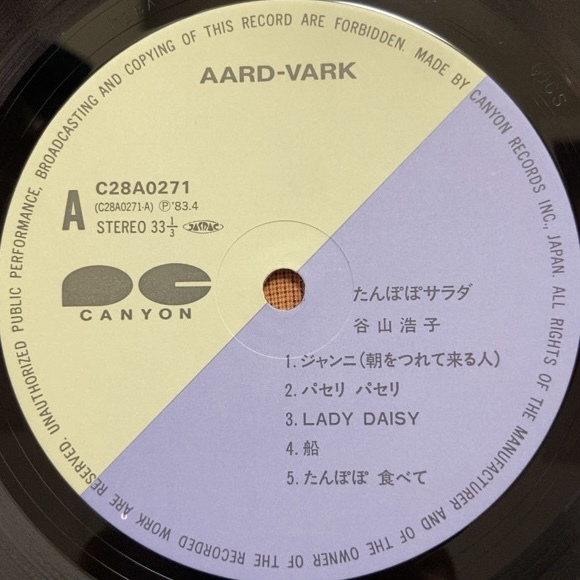 UNAUTHORIZED PUBLIC PERFORMANCE, BROADCASTING AND COPYING OF THIS RECORD ARE FORBIDDEN. MADE BY CANYON RECORDS INC., JAPAN. ALL RIGHTS OF THE MANUFACTURER AND OF THE OWNER OF THE RECORDED WORK ARE RESERVED.
AARD-VARK
A
C28A0271
(C28A0271-A) Ⓟ'83.4
STEREO 33 1/3 JASRAC
CANYON
たんぽぽサラダ
谷山浩子
1. ジャンニ(朝をつれて来る人)
2. パセリ パセリ
3. LADY DAISY
4. 船
5. たんぽぽ 食べて